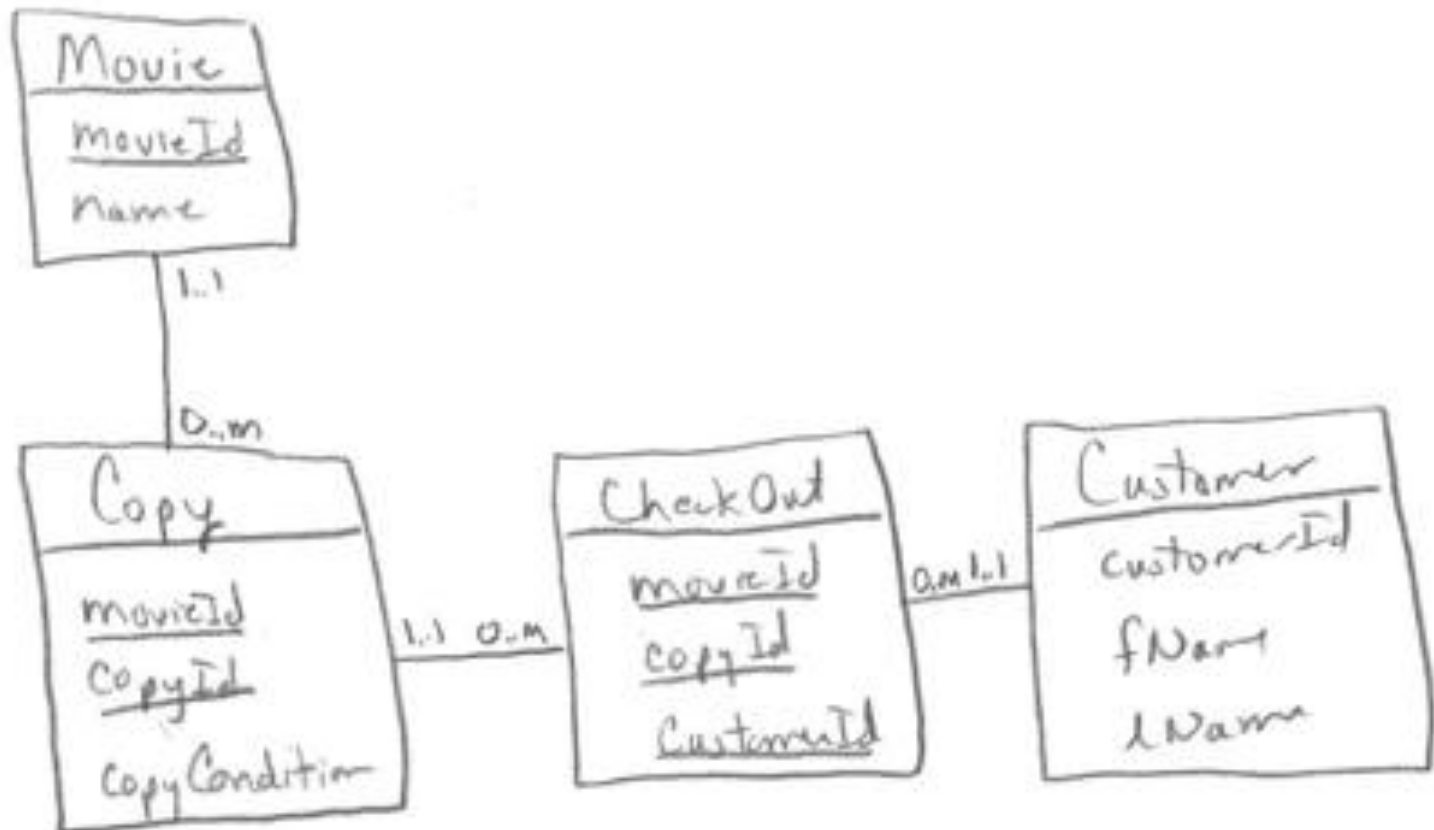 Movie
movieId
name
1..1
0..m
Copy
movieId
copyId
copyCondition
1..1 0..m
CheckOut
movieId
copyId
CustomerId
0..m 1..1
Customer
customerId
fName
lName